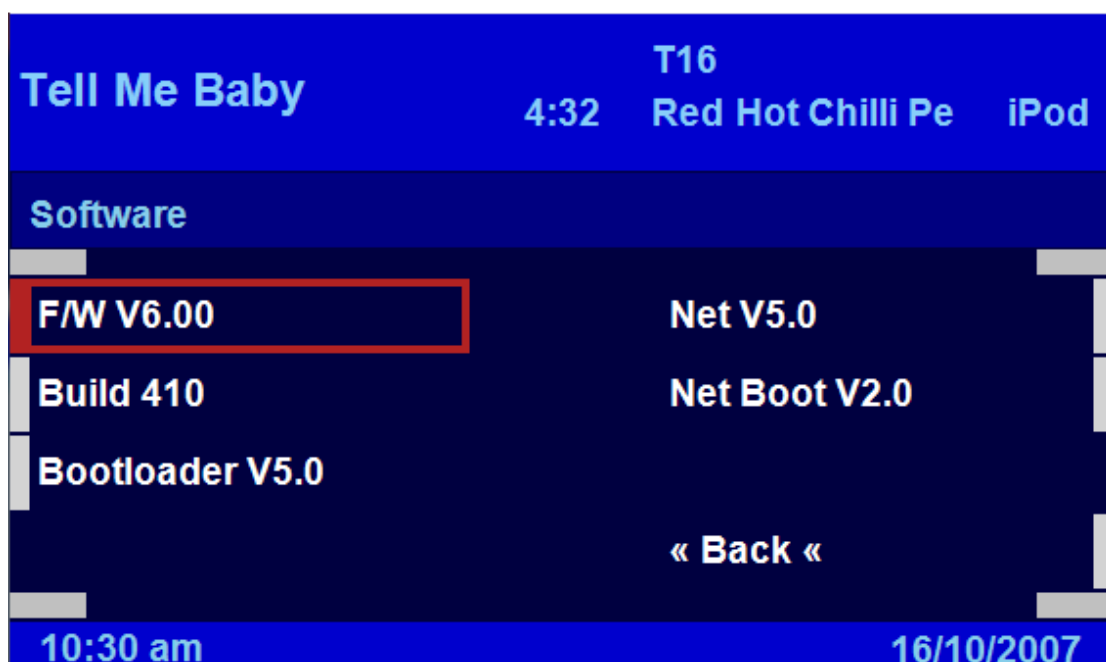 T16
Tell Me Baby
4:32 Red Hot Chilli Pe iPod
Software
F/W V6.00 Net V5.0
Build 410 Net Boot V2.0
Bootloader V5.0
« Back «
10:30 am 16/10/2007